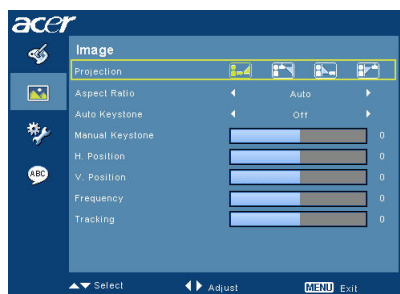 acer
Image
Projection
Aspect Ratio Auto
Auto Keystone Off
Manual Keystone 0
H. Position 0
V. Position 0
Frequency 0
Tracking 0
ABC
Select Adjust MENU Exit